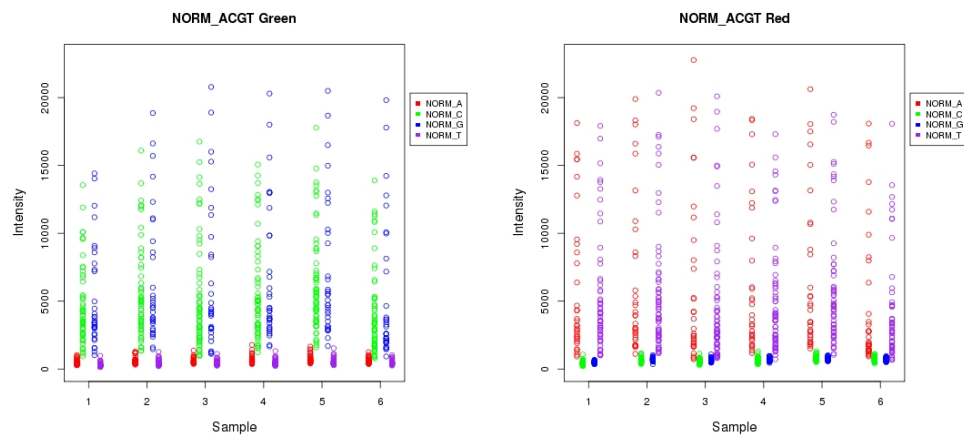 NORM_ACGT Green
Intensity
20000
15000
10000
5000
0
1 2 3 4 5 6
Sample
NORM_A
NORM_C
NORM_G
NORM_T
NORM_ACGT Red
Intensity
20000
15000
10000
5000
0
1 2 3 4 5 6
Sample
NORM_A
NORM_C
NORM_G
NORM_T